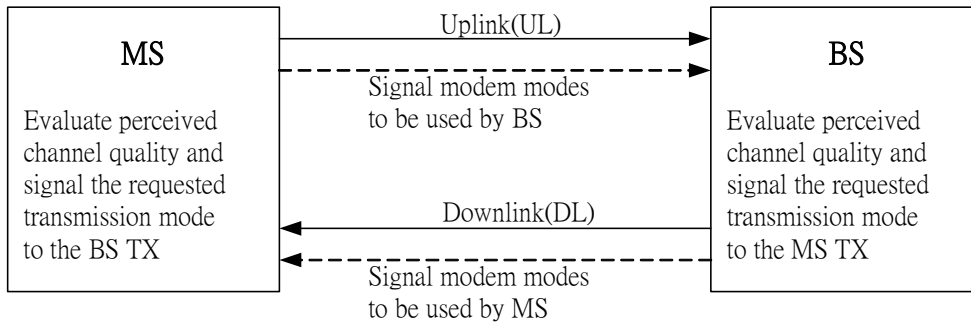 MS
Evaluate perceived
channel quality and
signal the requested
transmission mode
to the BS TX
Uplink(UL)
Signal modem modes
to be used by BS
Downlink(DL)
Signal modem modes
to be used by MS
BS
Evaluate perceived
channel quality and
signal the requested
transmission mode
to the MS TX